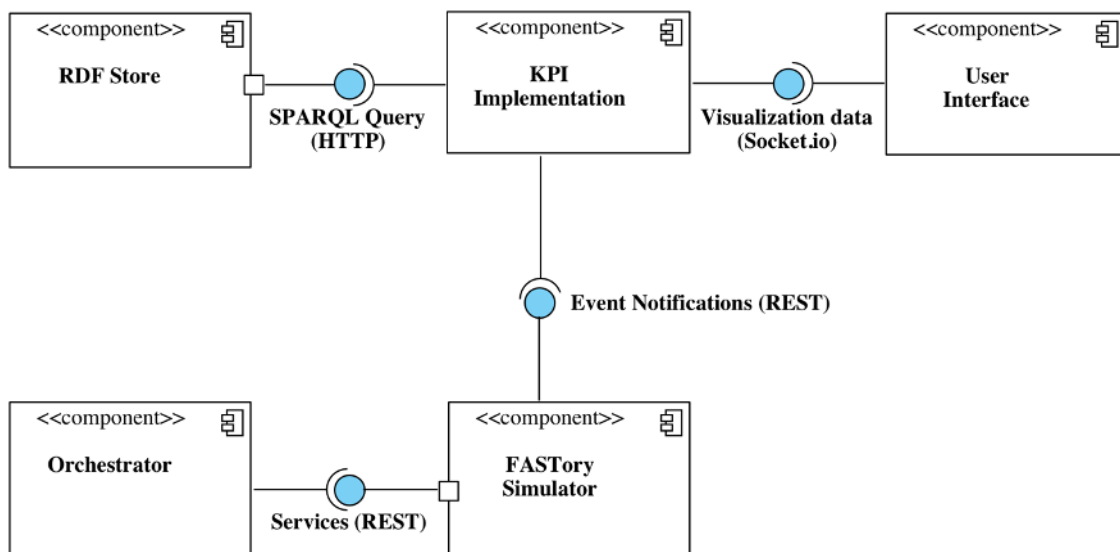 <<component>>
RDF Store
SPARQL Query
(HTTP)
<<component>>
KPI
Implementation
Visualization data
(Socket.io)
<<component>>
User
Interface
Event Notifications (REST)
<<component>>
Orchestrator
Services (REST)
<<component>>
FASTory
Simulator